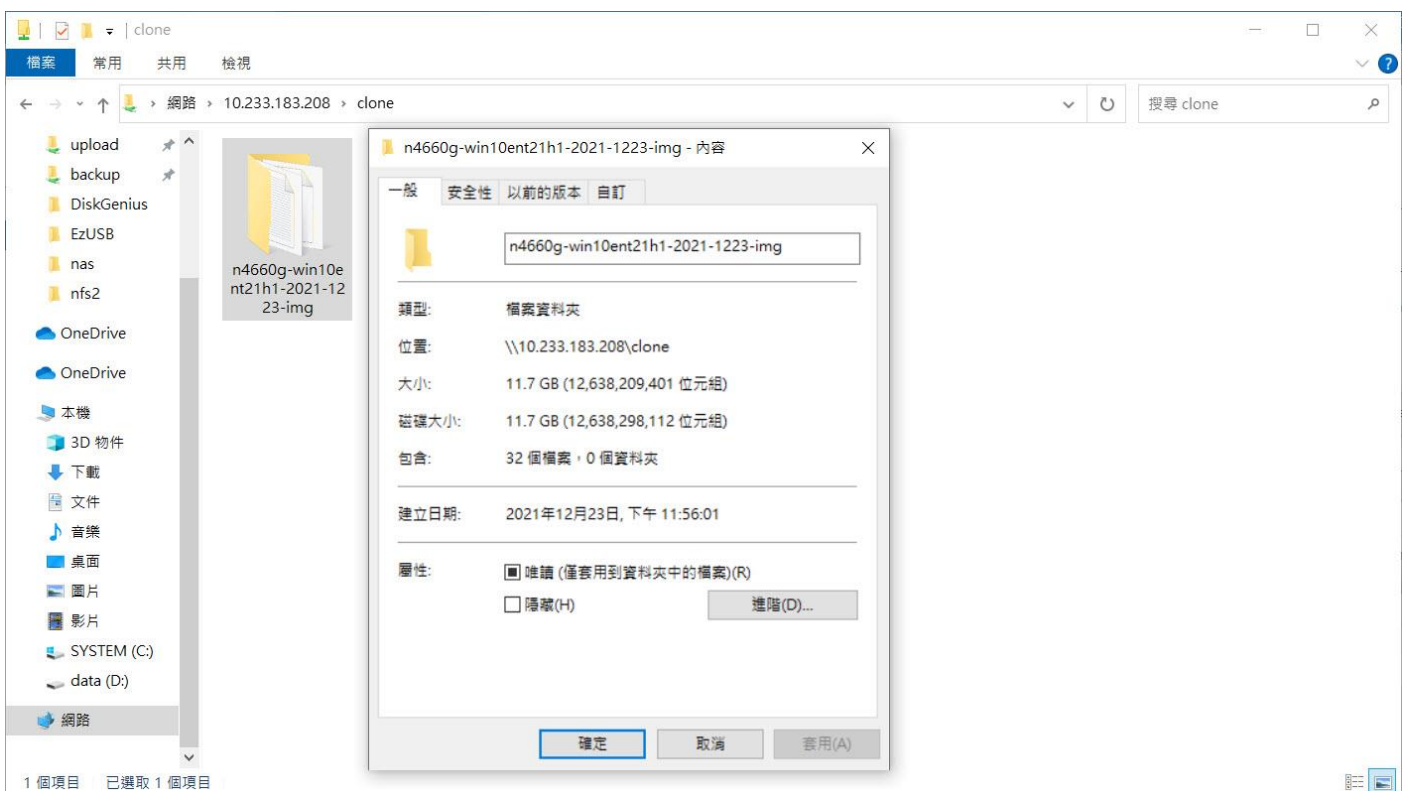 clone
檔案 常用 共用 檢視
網路 › 10.233.183.208 › clone
搜尋 clone
upload
backup
DiskGenius
EzUSB
nas
nfs2
OneDrive
OneDrive
本機
3D 物件
下載
文件
音樂
桌面
圖片
影片
SYSTEM (C:)
data (D:)
網路
n4660g-win10e
nt21h1-2021-12
23-img
n4660g-win10ent21h1-2021-1223-img - 內容
一般 安全性 以前的版本 自訂
n4660g-win10ent21h1-2021-1223-img
類型: 檔案資料夾
位置: \\10.233.183.208\clone
大小: 11.7 GB (12,638,209,401 位元組)
磁碟大小: 11.7 GB (12,638,298,112 位元組)
包含: 32 個檔案，0 個資料夾
建立日期: 2021年12月23日, 下午 11:56:01
屬性: 唯讀 (僅套用到資料夾中的檔案)(R)
隱藏(H) 進階(D)...
確定 取消 套用(A)
1 個項目 已選取 1 個項目